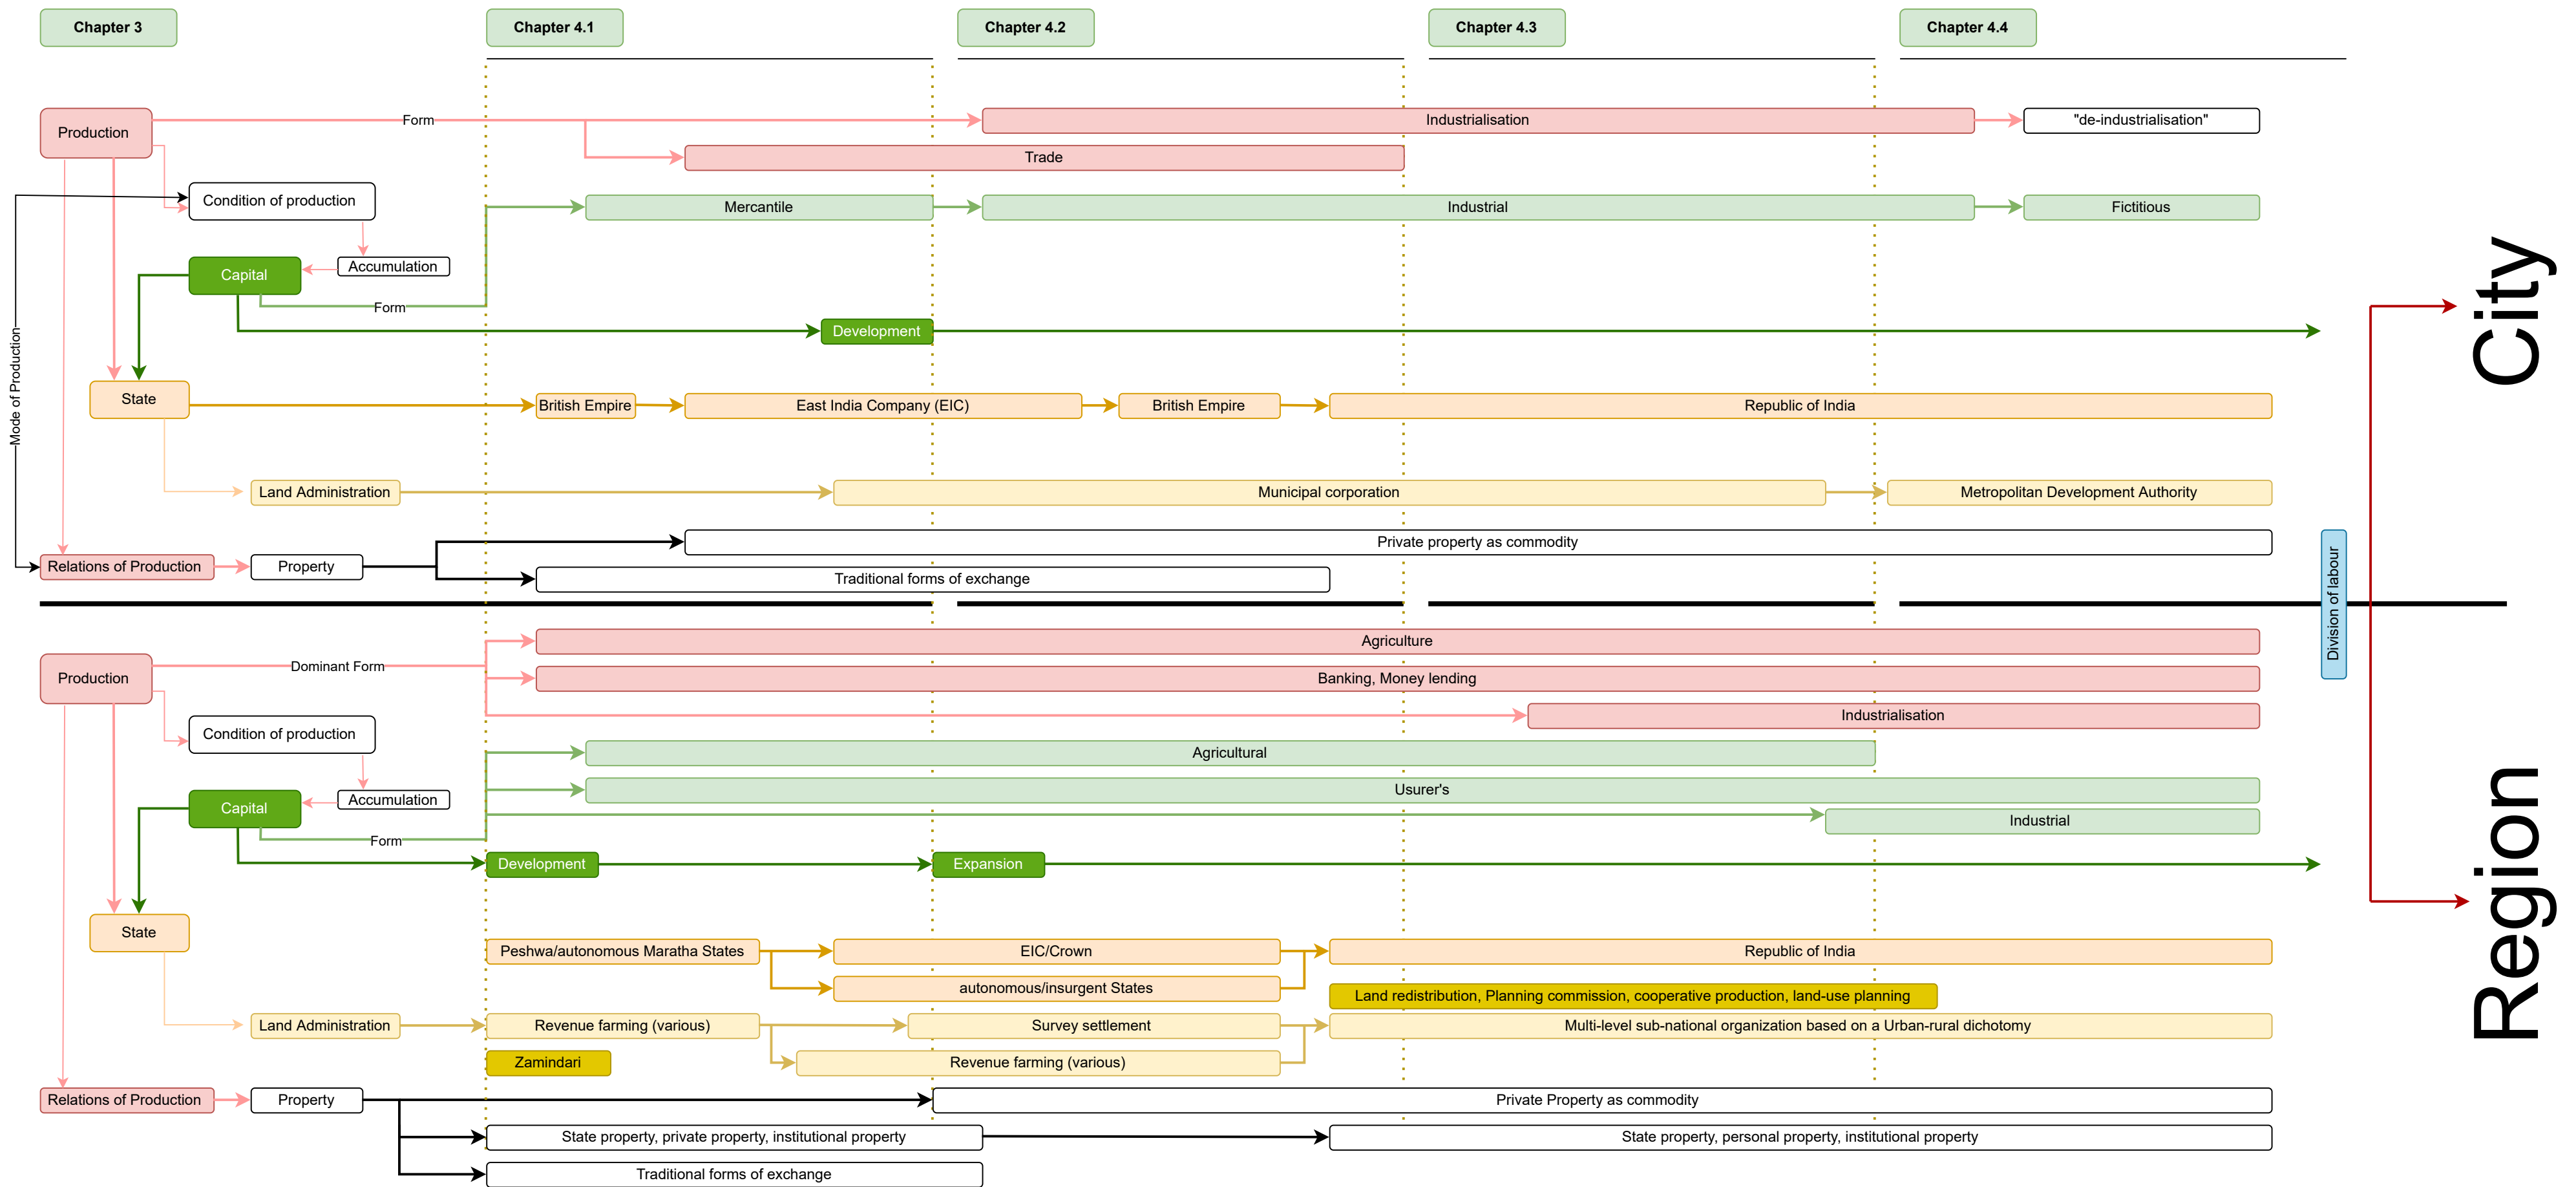 Chapter 3
Chapter 4.1
Chapter 4.2
Chapter 4.3
Chapter 4.4
Production
Form
Industrialisation
"de-industrialisation"
Trade
Condition of production
Mercantile
Industrial
Fictitious
Accumulation
Capital
Form
Development
Mode of Production
State
British Empire
East India Company (EIC)
British Empire
Republic of India
Land Administration
Municipal corporation
Metropolitan Development Authority
Private property as commodity
Relations of Production
Property
Traditional forms of exchange
City
Division of labour
Agriculture
Production
Dominant Form
Banking, Money lending
Industrialisation
Condition of production
Agricultural
Usurer's
Accumulation
Capital
Industrial
Form
Development
Expansion
State
Peshwa/autonomous Maratha States
EIC/Crown
Republic of India
autonomous/insurgent States
Land redistribution, Planning commission, cooperative production, land-use planning
Land Administration
Revenue farming (various)
Survey settlement
Multi-level sub-national organization based on a Urban-rural dichotomy
Zamindari
Revenue farming (various)
Relations of Production
Property
Private Property as commodity
State property, private property, institutional property
State property, personal property, institutional property
Traditional forms of exchange
Region